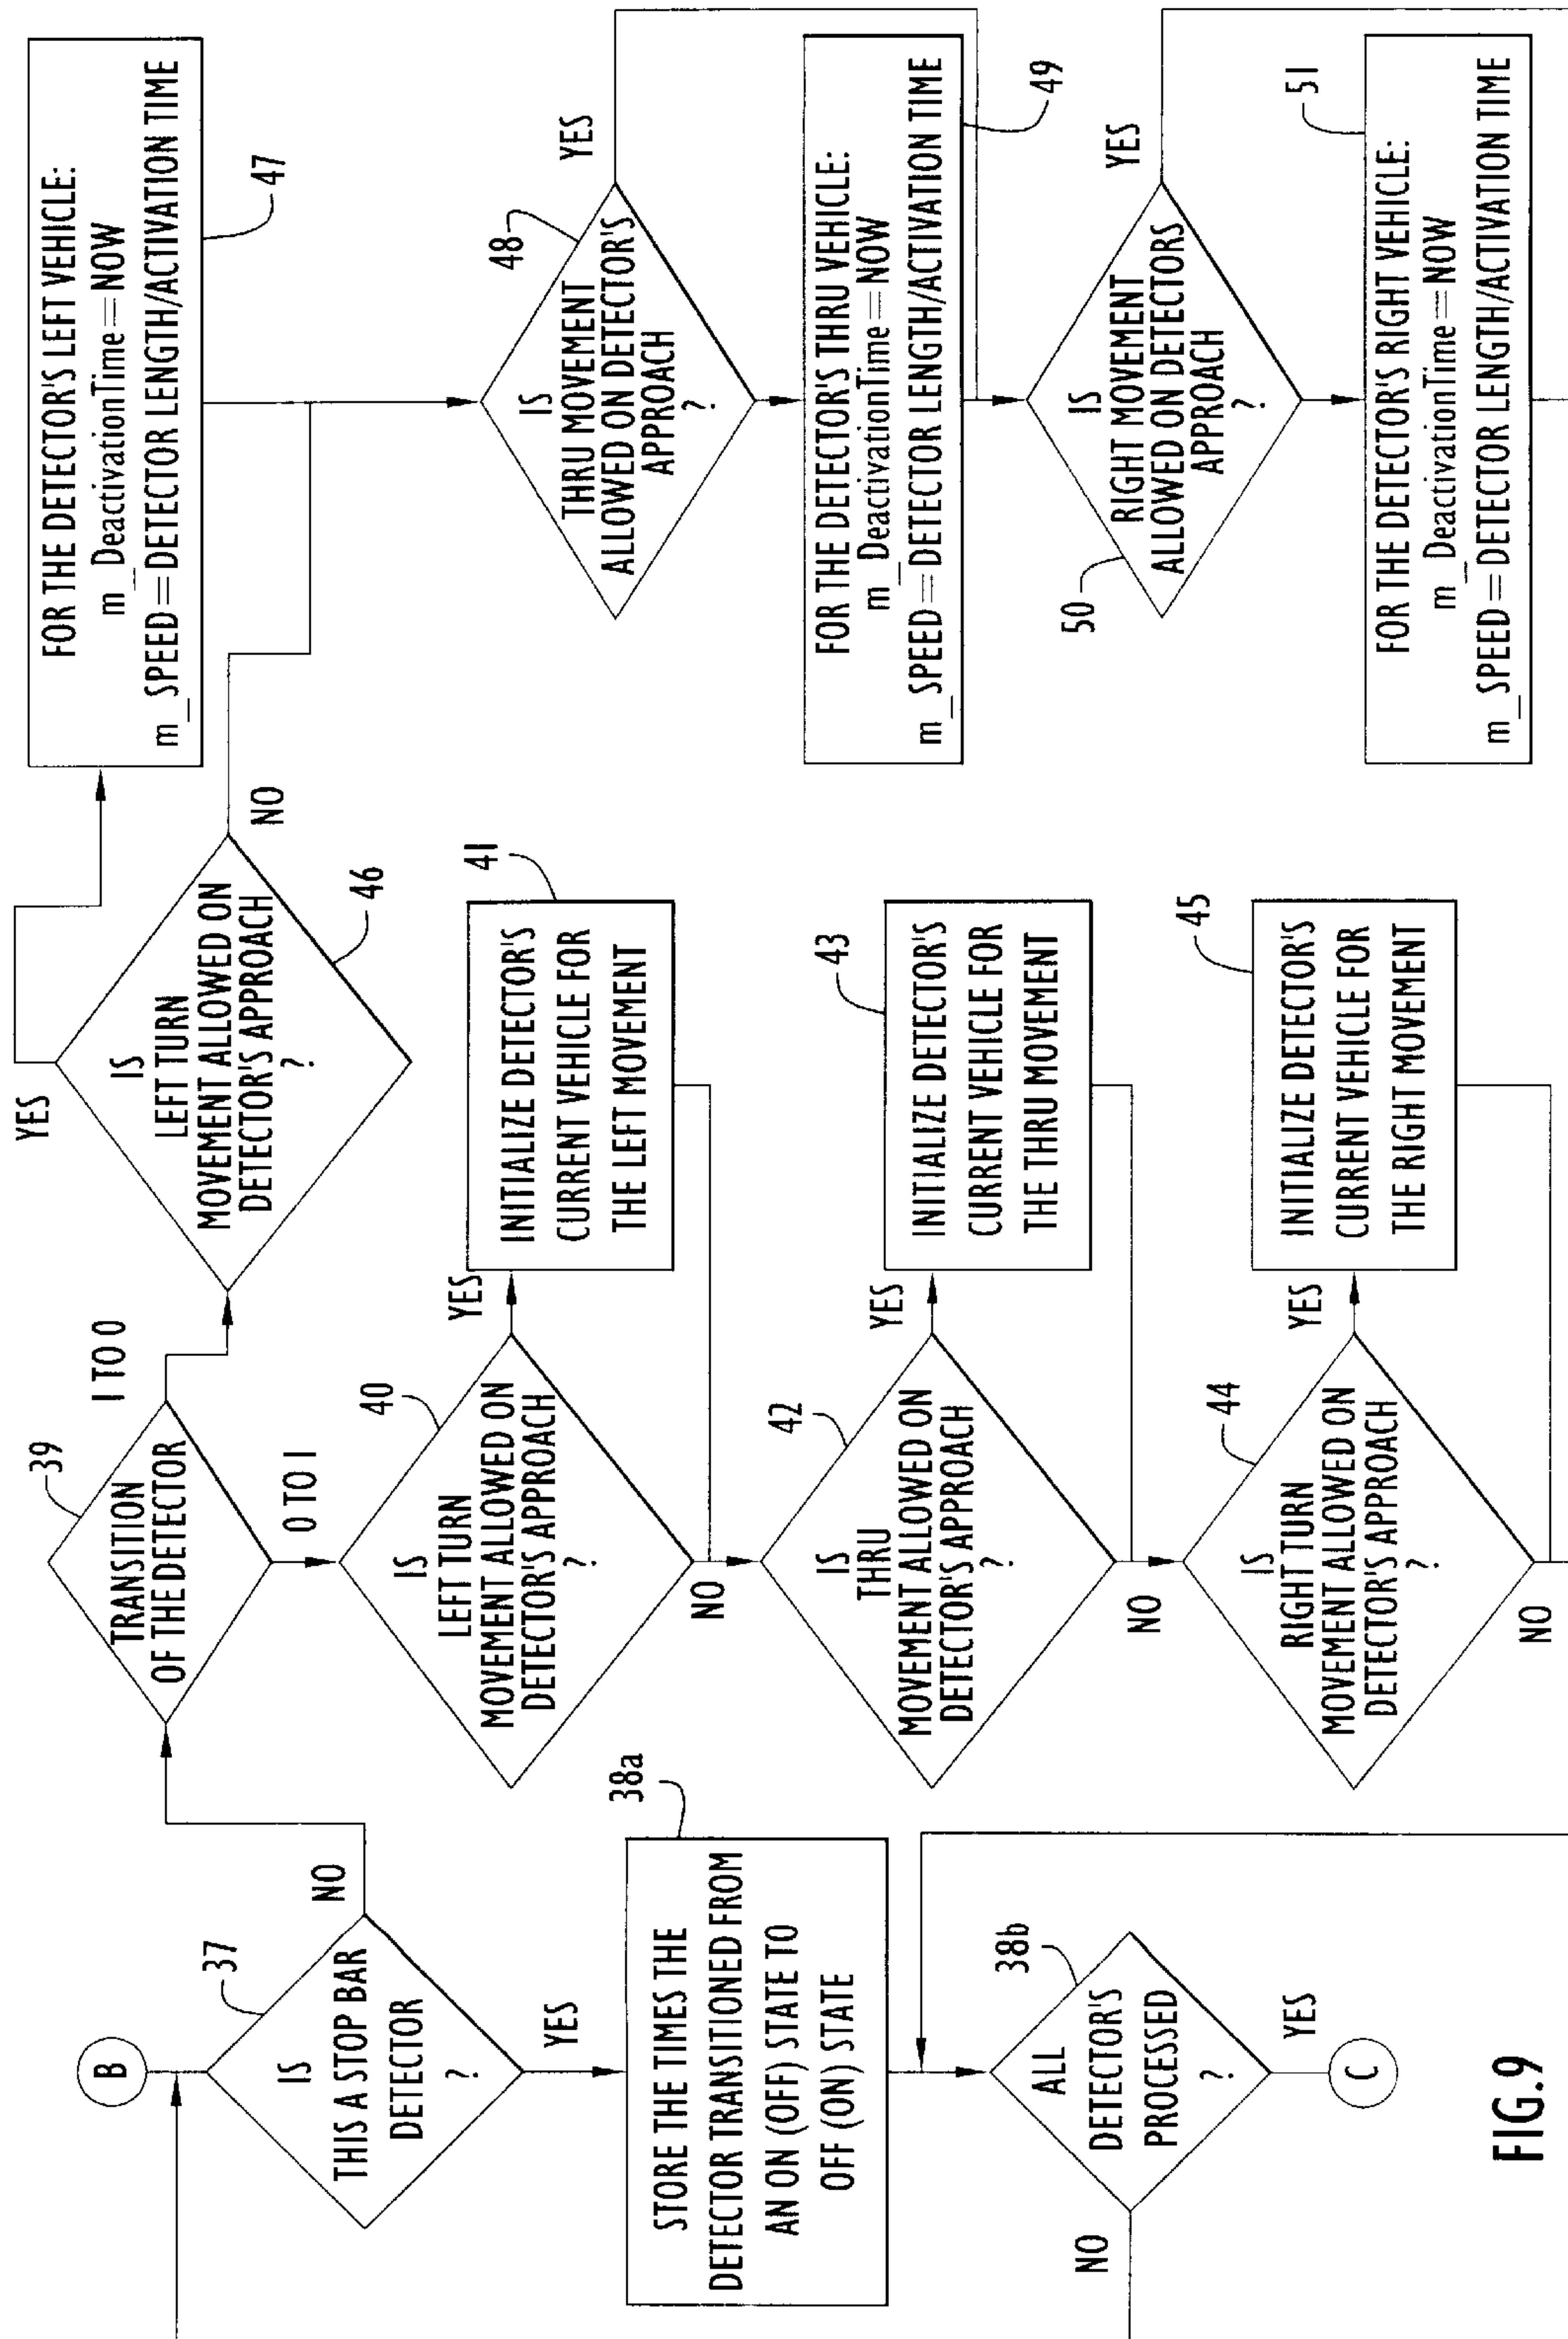 B
37
IS
THIS A STOP BAR
DETECTOR
?
NO
YES
38a
STORE THE TIMES THE
DETECTOR TRANSITIONED FROM
AN ON (OFF) STATE TO
OFF (ON) STATE
38b
ALL
DETECTOR'S
PROCESSED
?
NO
YES
C
39
TRANSITION
OF THE DETECTOR
1 TO 0
0 TO 1
40
IS
LEFT TURN
MOVEMENT ALLOWED ON
DETECTOR'S APPROACH
?
YES
NO
41
INITIALIZE DETECTOR'S
CURRENT VEHICLE FOR
THE LEFT MOVEMENT
42
IS
THRU
MOVEMENT ALLOWED ON
DETECTOR'S APPROACH
?
YES
NO
43
INITIALIZE DETECTOR'S
CURRENT VEHICLE FOR
THE THRU MOVEMENT
44
IS
RIGHT TURN
MOVEMENT ALLOWED ON
DETECTOR'S APPROACH
?
YES
NO
45
INITIALIZE DETECTOR'S
CURRENT VEHICLE FOR
THE RIGHT MOVEMENT
46
IS
LEFT TURN
MOVEMENT ALLOWED ON
DETECTOR'S APPROACH
?
YES
NO
47
FOR THE DETECTOR'S LEFT VEHICLE:
m_DeactivationTime=NOW
m_SPEED=DETECTOR LENGTH/ACTIVATION TIME
48
IS
THRU MOVEMENT
ALLOWED ON DETECTOR'S
APPROACH
?
YES
49
FOR THE DETECTOR'S THRU VEHICLE:
m_DeactivationTime=NOW
m_SPEED=DETECTOR LENGTH/ACTIVATION TIME
50
IS
RIGHT MOVEMENT
ALLOWED ON DETECTORS
APPROACH
?
YES
51
FOR THE DETECTOR'S RIGHT VEHICLE:
m_DeactivationTime=NOW
m_SPEED=DETECTOR LENGTH/ACTIVATION TIME
FIG.9